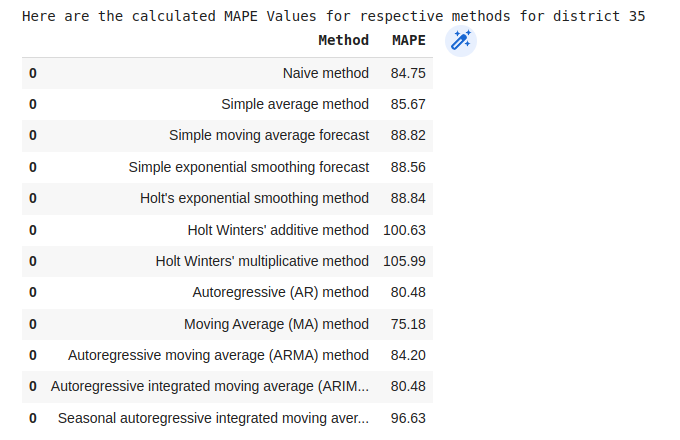 Here are the calculated MAPE Values for respective methods for district 35
Method MAPE
0 Naive method 84.75
0 Simple average method 85.67
0 Simple moving average forecast 88.82
0 Simple exponential smoothing forecast 88.56
0 Holt's exponential smoothing method 88.84
0 Holt Winters' additive method 100.63
0 Holt Winters' multiplicative method 105.99
0 Autoregressive (AR) method 80.48
0 Moving Average (MA) method 75.18
0 Autoregressive moving average (ARMA) method 84.20
0 Autoregressive integrated moving average (ARIM... 80.48
0 Seasonal autoregressive integrated moving aver... 96.63